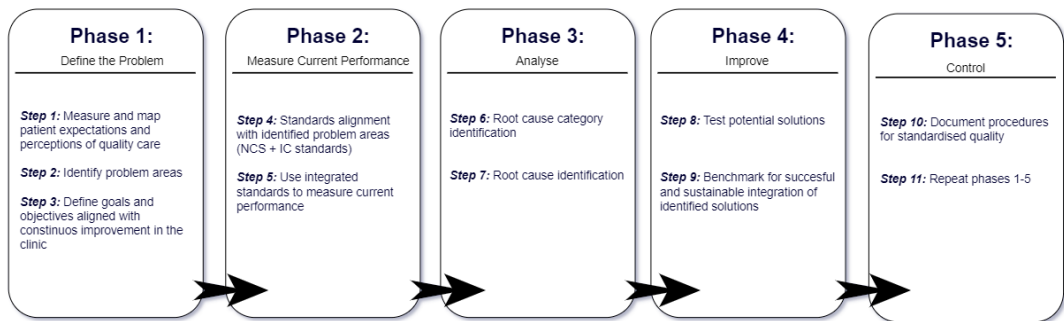 Phase 1:
Define the Problem
Step 1: Measure and map
patient expectations and
perceptions of quality care
Step 2: Identify problem areas
Step 3: Define goals and
objectives aligned with
constinuos improvement in the
clinic
Phase 2:
Measure Current Performance
Step 4: Standards alignment
with identified problem areas
(NCS + IC standards)
Step 5: Use integrated
standards to measure current
performance
Phase 3:
Analyse
Step 6: Root cause category
identification
Step 7: Root cause identification
Phase 4:
Improve
Step 8: Test potential solutions
Step 9: Benchmark for succesful
and sustainable integration of
identified solutions
Phase 5:
Control
Step 10: Document procedures
for standardised quality
Step 11: Repeat phases 1-5